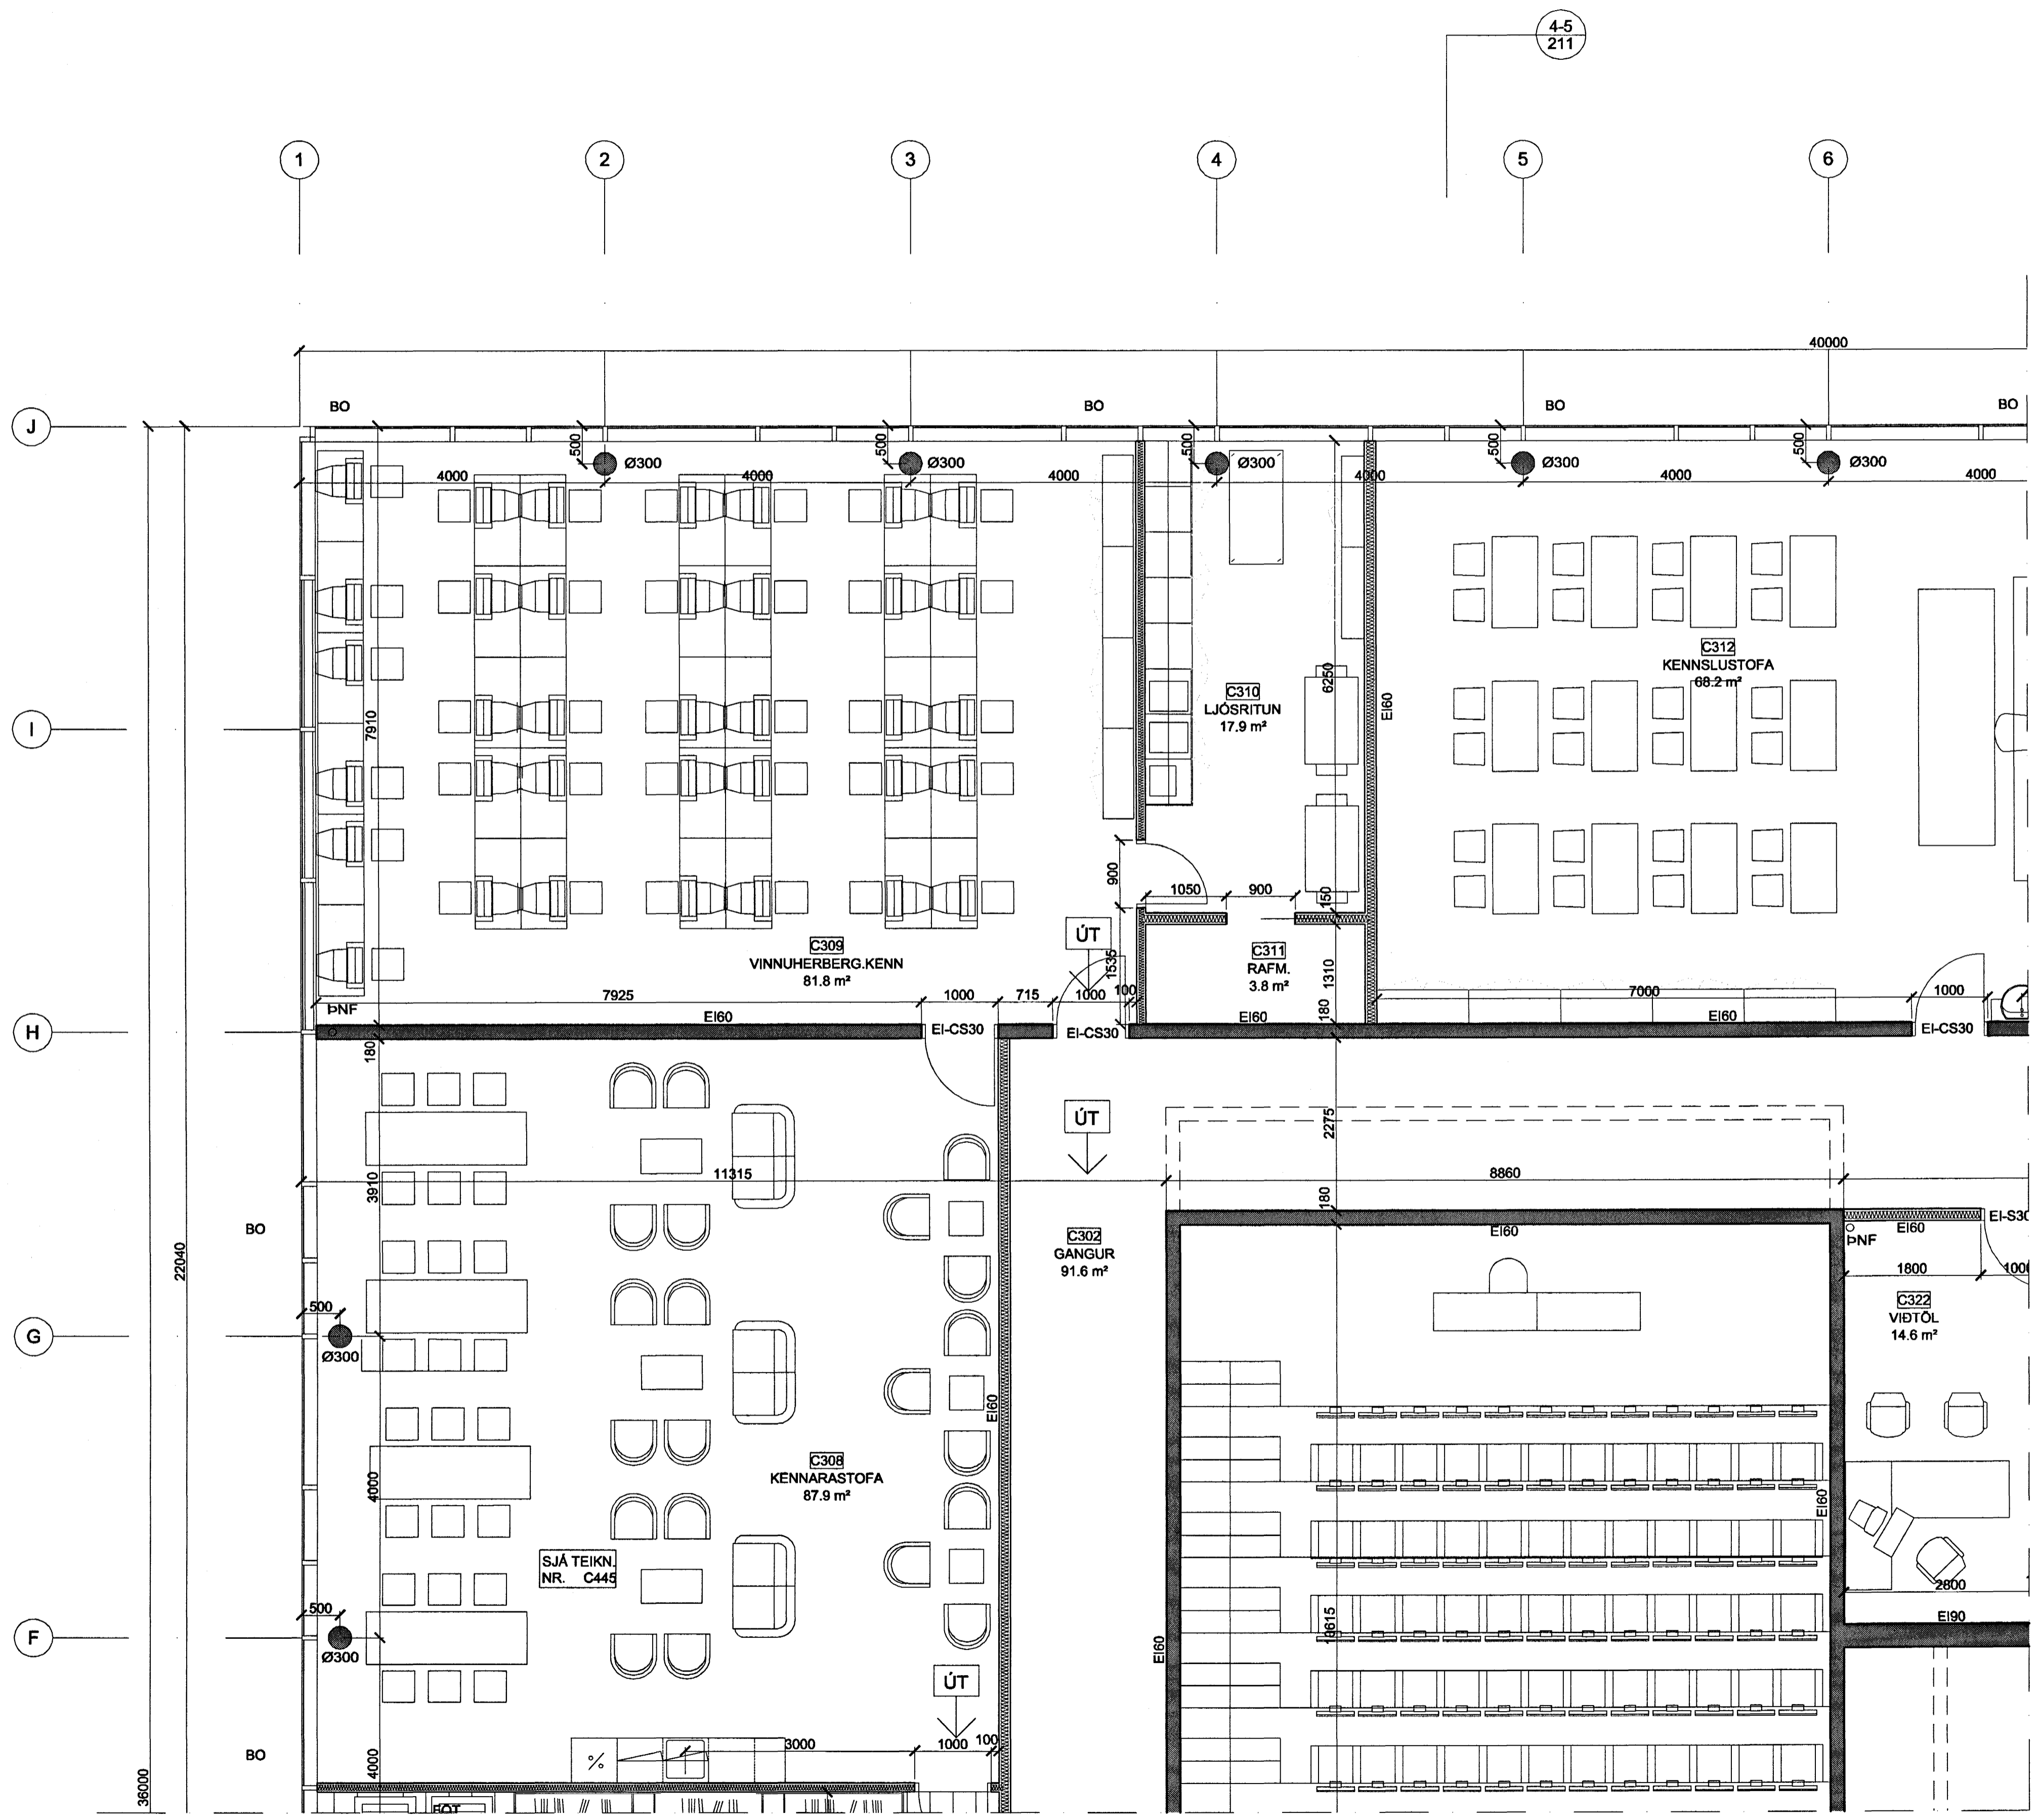 4-5
211
1
2
3
4
5
6
40000
BO
BO
BO
BO
J
500
Ø300
500
Ø300
500
Ø300
500
Ø300
500
Ø300
4000
4000
4000
4000
4000
4000
7910
6250
EI60
C312
KENNSLUSTOFA
68.2 m²
C310
LJÓSRITUN
17.9 m²
I
900
1050
900
150
ÚT
1535
C309
VINNUHERBERG.KENN
81.8 m²
C311
RAFM.
3.8 m²
1310
7925
1000
715
1000
100
7000
1000
ÞNF
EI60
EI60
180
EI60
H
EI-CS30
EI-CS30
EI-CS30
180
ÚT
2275
3910
11315
8860
180
BO
22040
C302
GANGUR
91.6 m²
EI60
EI60
EI-S30
ÞNF
1800
1000
500
G
Ø300
C322
VIÐTÖL
14.6 m²
EI60
C308
KENNARASTOFA
87.9 m²
4000
EI60
SJÁ TEIKN.
NR. C445
2800
500
EI90
F
Ø300
EI60
ÚT
BO
3000
1000
100
%
4000
36000